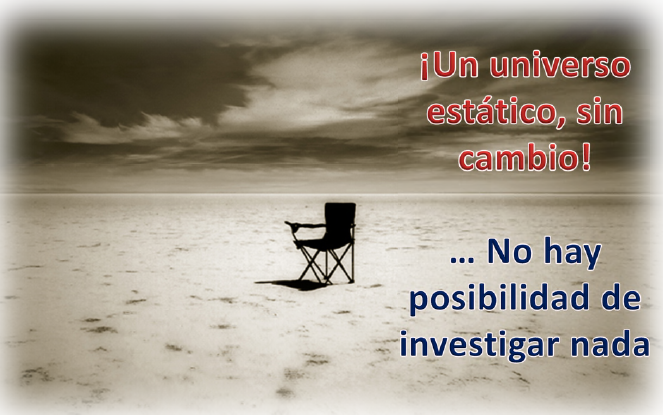 ¡Un universo
estático, sin
cambio!
... No hay
posibilidad de
investigar nada